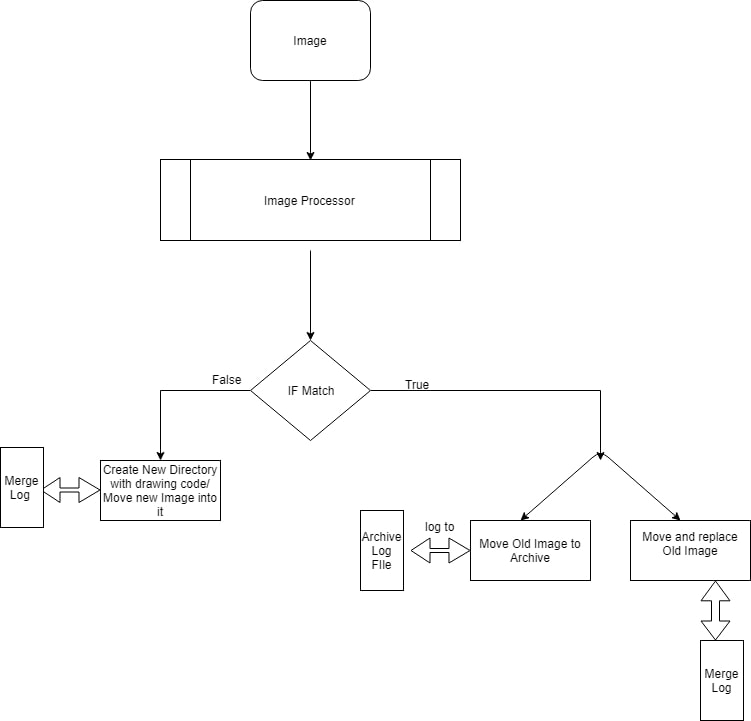 Image
Image Processor
IF Match
False
True
Merge
Log
Create New Directory
with drawing code/
Move new Image into
it
Archive
Log
FIle
log to
Move Old Image to
Archive
Move and replace
Old Image
Merge
Log